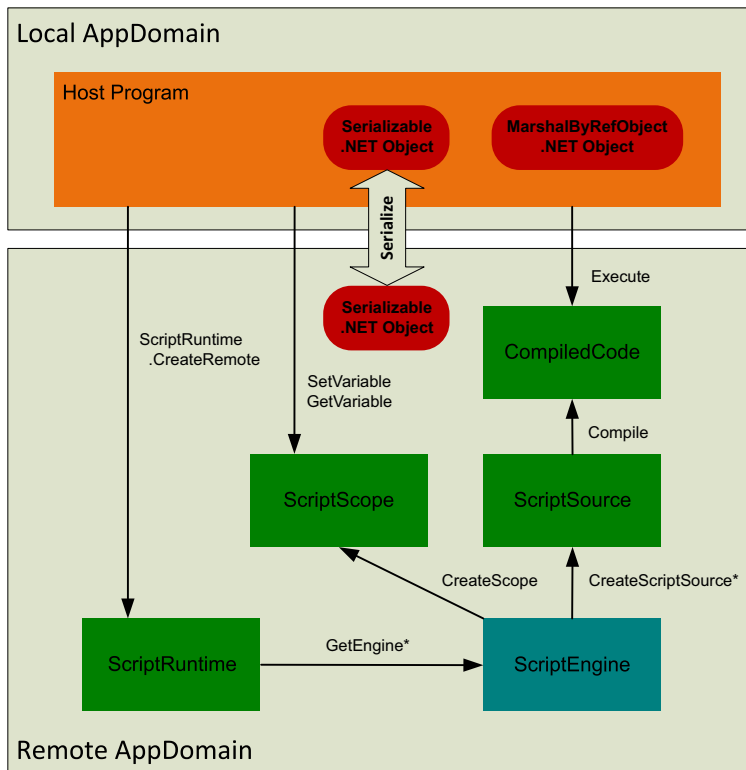 Local AppDomain
Host Program
Serializable
.NET Object
MarshalByRefObject
.NET Object
Serialize
Serializable
.NET Object
Execute
ScriptRuntime
.CreateRemote
CompiledCode
SetVariable
GetVariable
Compile
ScriptScope
ScriptSource
CreateScope
CreateScriptSource*
ScriptRuntime
GetEngine*
ScriptEngine
Remote AppDomain